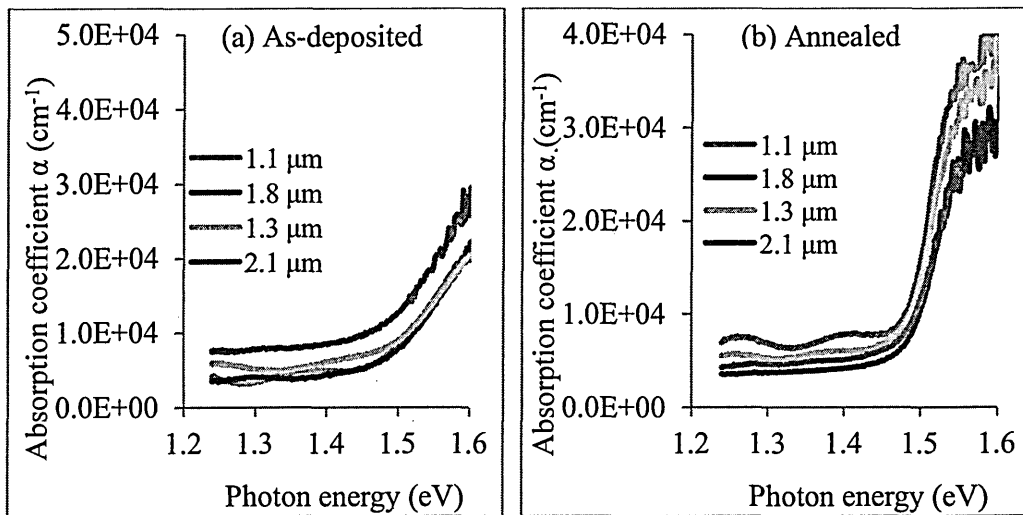 (a) As-deposited
Absorption coefficient α (cm⁻¹)
5.0E+04
4.0E+04
3.0E+04
2.0E+04
1.0E+04
0.0E+00
1.1 µm
1.8 µm
1.3 µm
2.1 µm
1.2 1.3 1.4 1.5 1.6
Photon energy (eV)
(b) Annealed
Absorption coefficient α (cm⁻¹)
4.0E+04
3.0E+04
2.0E+04
1.0E+04
0.0E+00
1.1 µm
1.8 µm
1.3 µm
2.1 µm
1.2 1.3 1.4 1.5 1.6
Photon energy (eV)